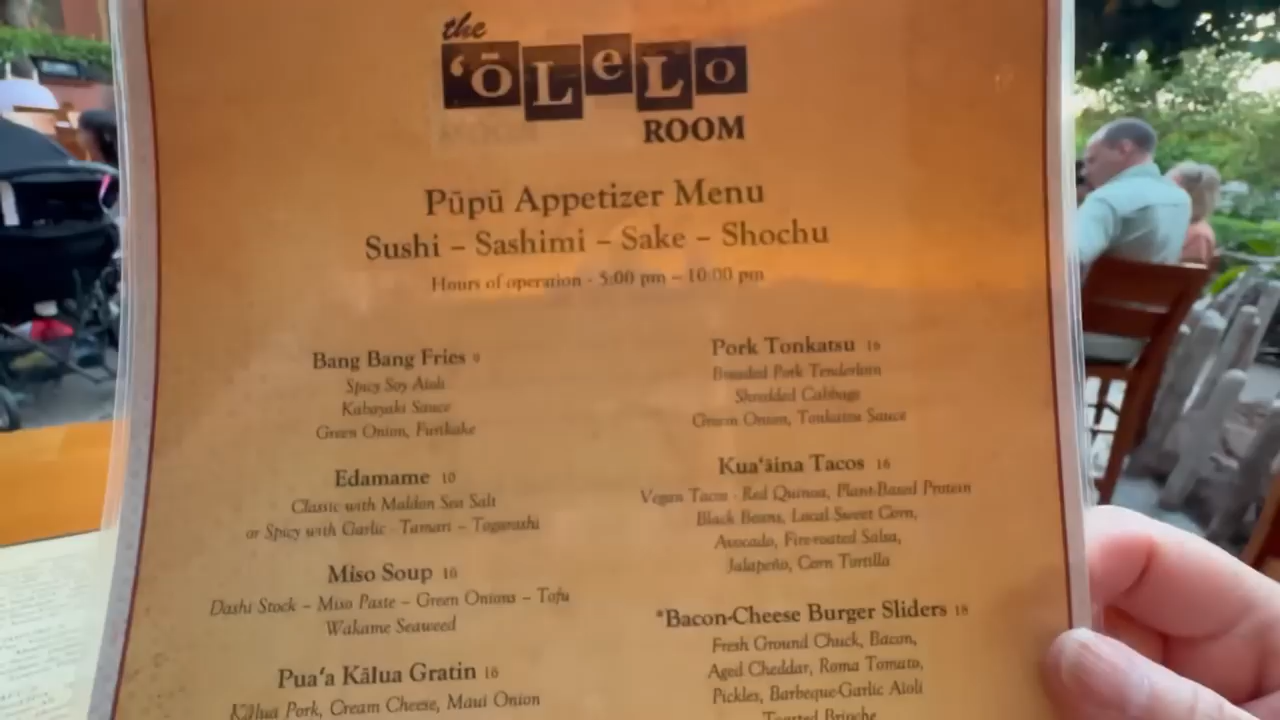 the
'ŌLeLO
ROOM
Pūpū Appetizer Menu
Sushi – Sashimi – Sake – Shochu
Hours of operation - 5:00 pm – 10:00 pm
Bang Bang Fries 9
Spicy Soy Aioli
Kabayaki Sauce
Green Onion, Furikake
Edamame 10
Classic with Maldon Sea Salt
or Spicy with Garlic - Tamari – Togarashi
Miso Soup 10
Dashi Stock – Miso Paste – Green Onions – Tofu
Wakame Seaweed
Pua'a Kālua Gratin 16
Kālua Pork, Cream Cheese, Maui Onion
Pork Tonkatsu 16
Breaded Pork Tenderloin
Shredded Cabbage
Green Onion, Tonkatsu Sauce
Kua'āina Tacos 16
Vegan Tacos - Red Quinoa, Plant-Based Protein
Black Beans, Local Sweet Corn,
Avocado, Fire-roasted Salsa,
Jalapeño, Corn Tortilla
*Bacon-Cheese Burger Sliders 18
Fresh Ground Chuck, Bacon,
Aged Cheddar, Roma Tomato,
Pickles, Barbeque-Garlic Aioli
Toasted Brioche